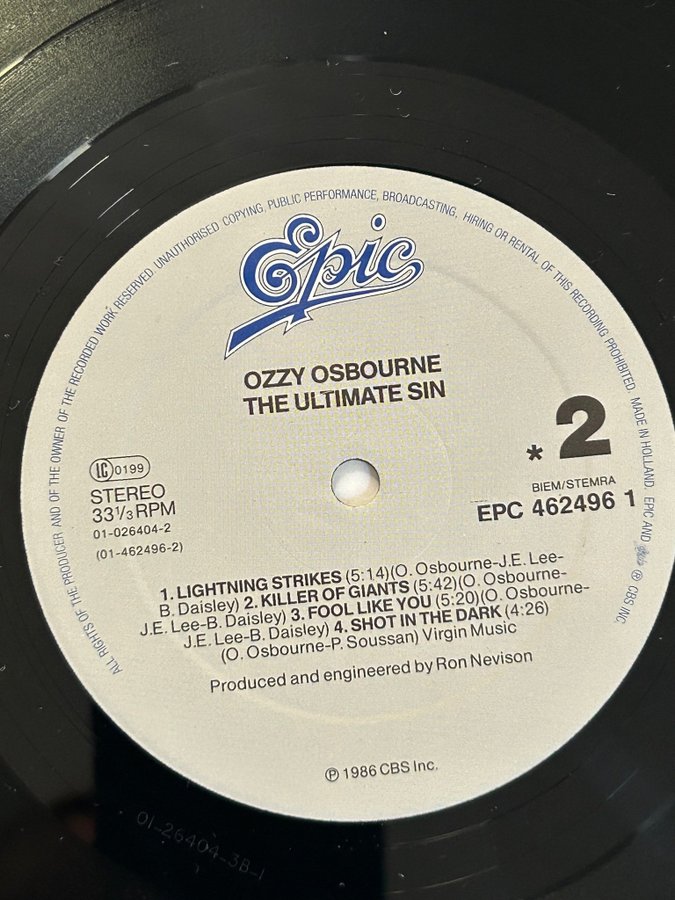 ALL RIGHTS OF THE PRODUCER AND OF THE OWNER OF THE RECORDED WORK RESERVED. UNAUTHORISED COPYING, PUBLIC PERFORMANCE, BROADCASTING, HIRING OR RENTAL OF THIS RECORDING PROHIBITED. MADE IN HOLLAND. EPIC AND Epic ® CBS INC.
Epic
OZZY OSBOURNE
THE ULTIMATE SIN
* 2
LC 0199
STEREO
33⅓ RPM
01-026404-2
(01-462496-2)
BIEM/STEMRA
EPC 462496 1
1. LIGHTNING STRIKES (5:14)(O. Osbourne-J.E. Lee-
B. Daisley) 2. KILLER OF GIANTS (5:42)(O. Osbourne-
J.E. Lee-B. Daisley) 3. FOOL LIKE YOU (5:20)(O. Osbourne-
J.E. Lee-B. Daisley) 4. SHOT IN THE DARK (4:26)
(O. Osbourne-P. Soussan) Virgin Music
Produced and engineered by Ron Nevison
℗ 1986 CBS Inc.
01-26404-3B-1